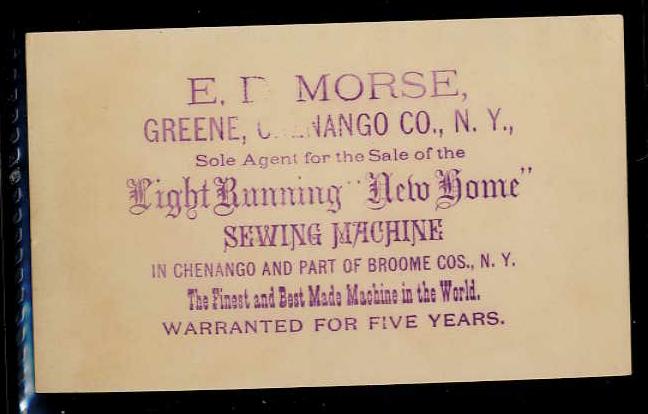 E. D MORSE,
GREENE, CHENANGO CO., N. Y.,
Sole Agent for the Sale of the
Light Running "New Home"
SEWING MACHINE
IN CHENANGO AND PART OF BROOME COS., N. Y.
The Finest and Best Made Machine in the World.
WARRANTED FOR FIVE YEARS.